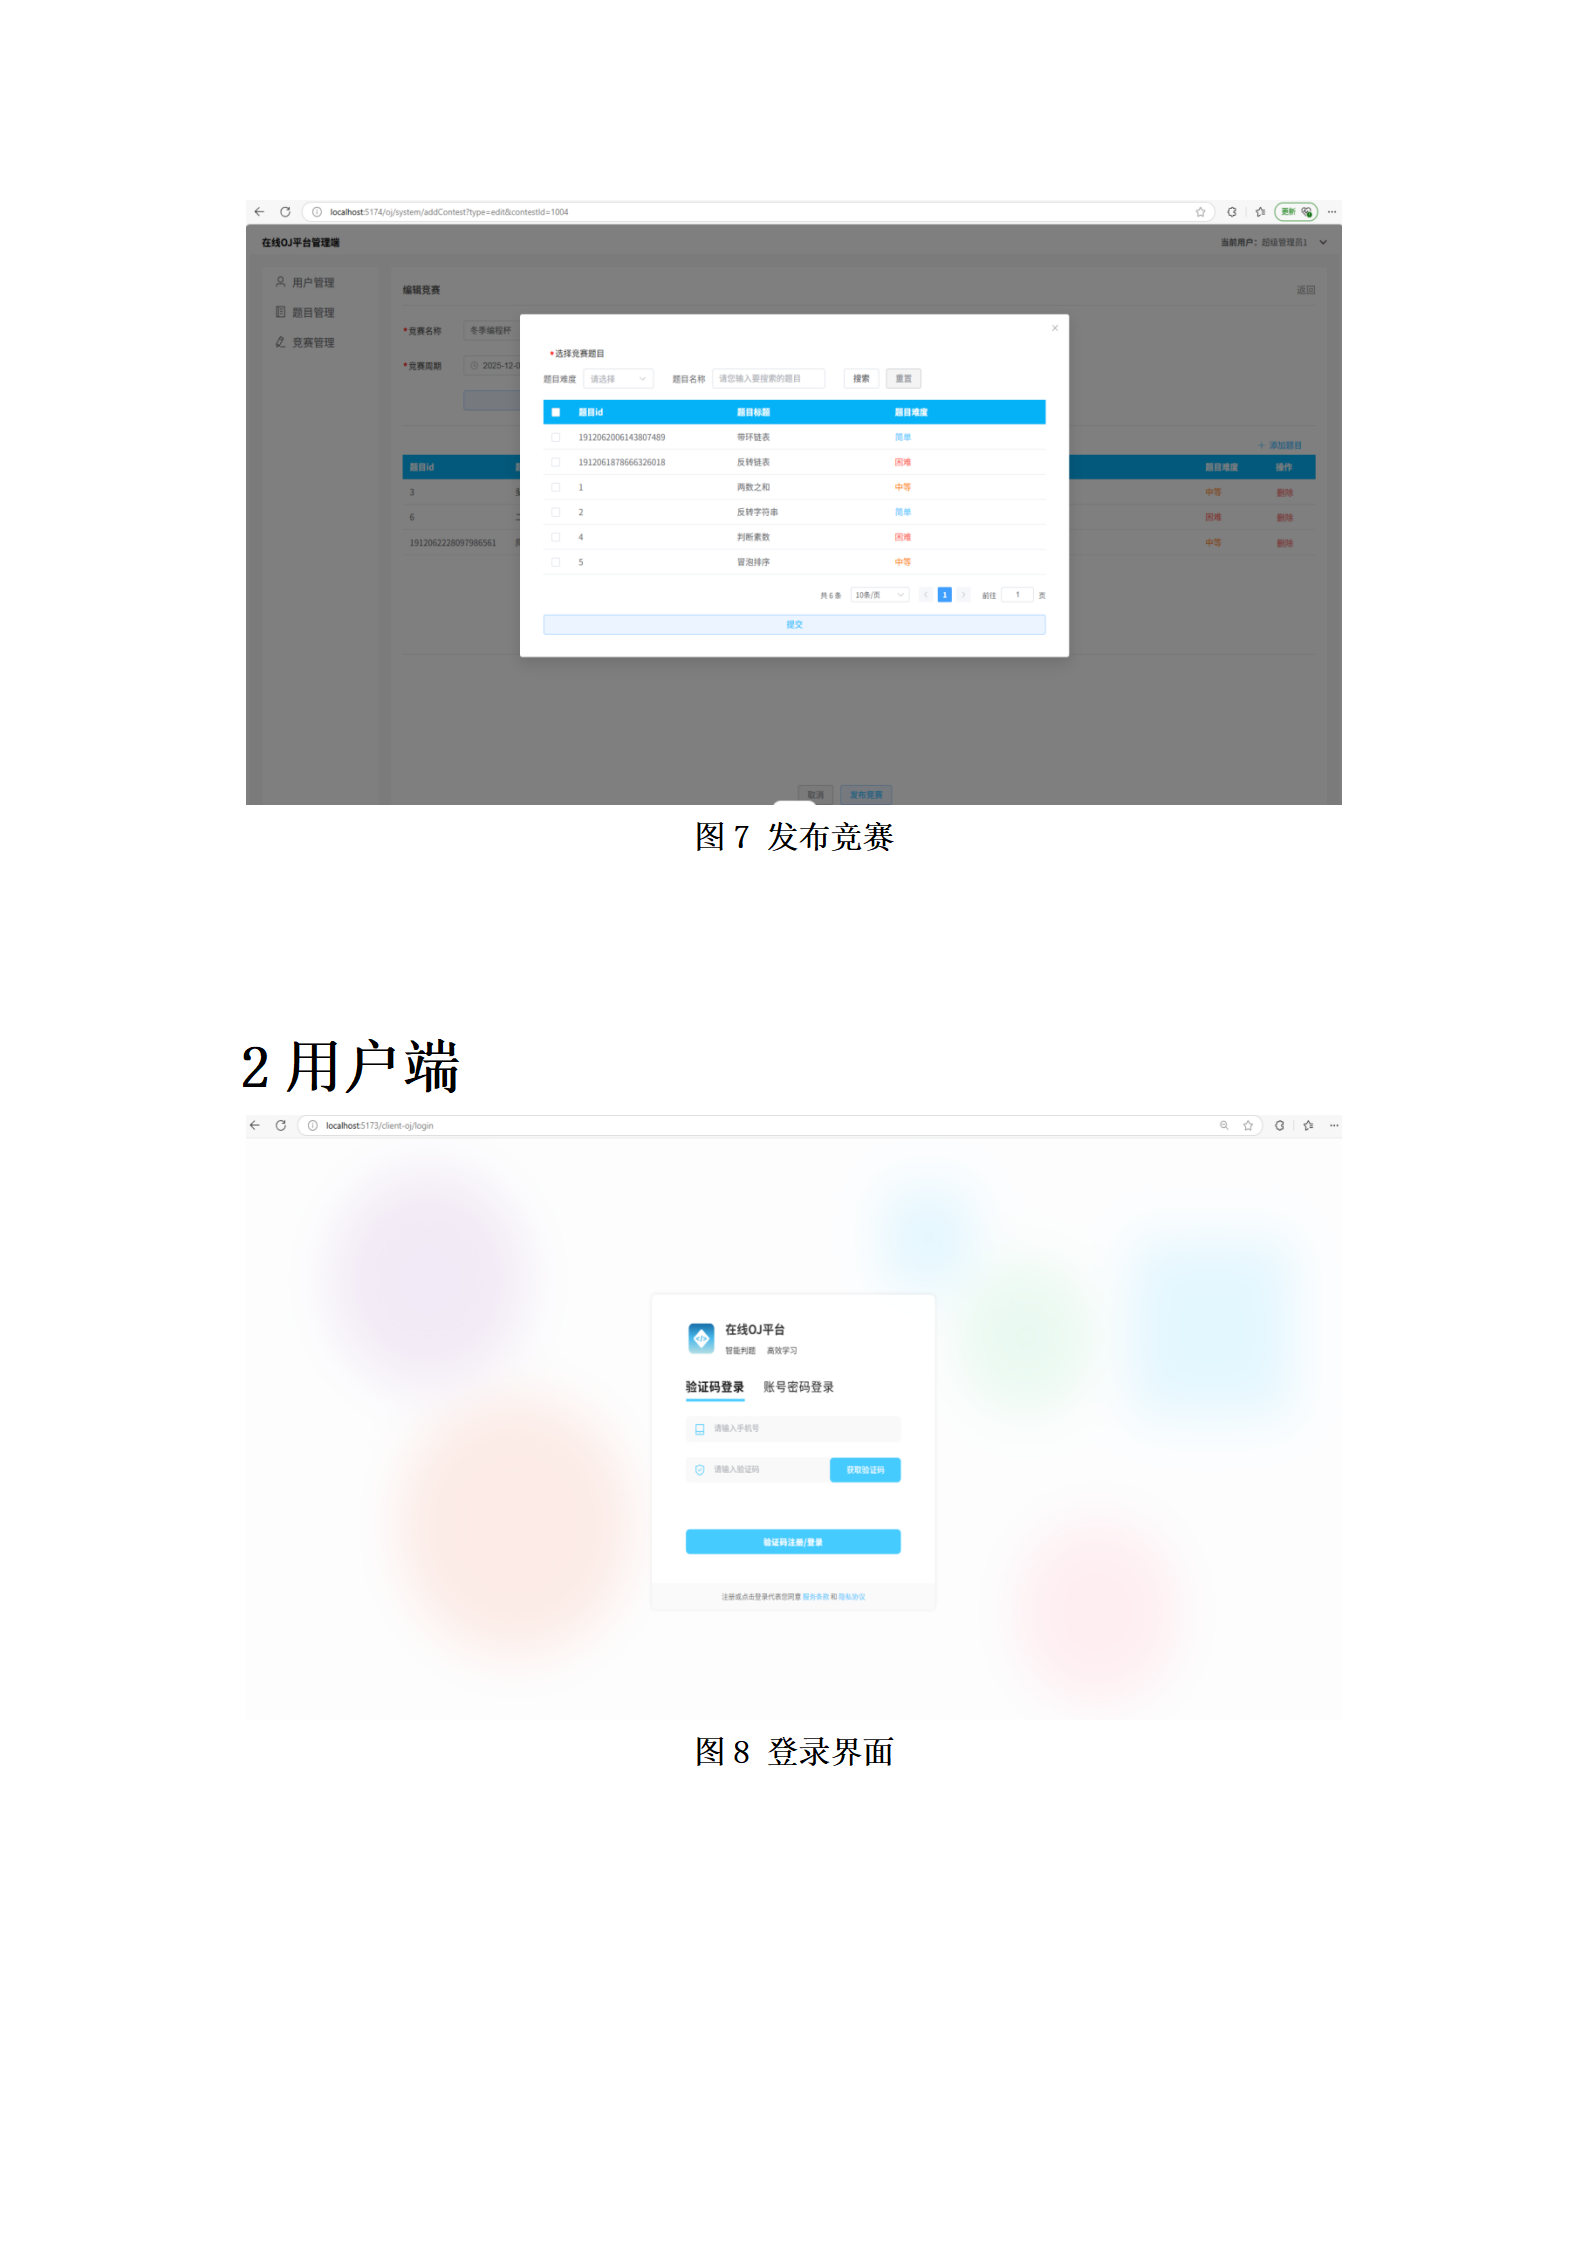 localhost:5174/oj/system/addContest?type=edit&contestId=1004
更新
在线OJ平台管理端
当前用户：超级管理员1
用户管理
题目管理
竞赛管理
编辑竞赛
返回
*竞赛名称 冬季编程杯
*竞赛周期 2025-12-0
*选择竞赛题目
题目难度 请选择 题目名称 请您输入要搜索的题目 搜索 重置
题目id 题目标题 题目难度
1912062006143807489 带环链表 简单
1912061878666326018 反转链表 困难
1 两数之和 中等
2 反转字符串 简单
4 判断素数 困难
5 冒泡排序 中等
共 6 条 10条/页 1 前往 1 页
提交
添加题目
题目id 题目难度 操作
3 中等 删除
6 困难 删除
1912062228097986561 中等 删除
取消 发布竞赛
图 7 发布竞赛
2 用户端
localhost:5173/client-oj/login
在线OJ平台
智能判题 高效学习
验证码登录 账号密码登录
请输入手机号
请输入验证码 获取验证码
验证码注册/登录
注册或点击登录代表您同意 服务条款 和 隐私协议
图 8 登录界面